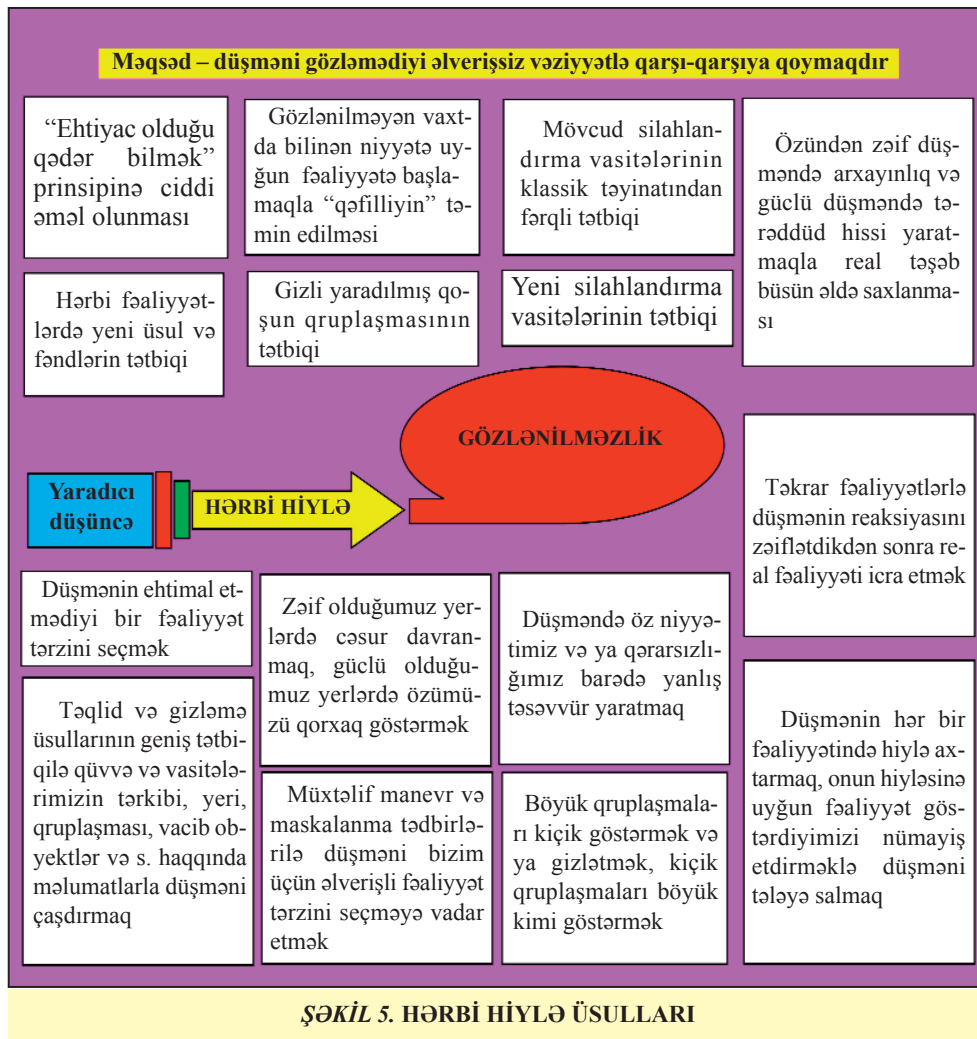 Məqsəd – düşməni gözləmədiyi əlverişsiz vəziyyətlə qarşı-qarşıya qoymaqdır
“Ehtiyac olduğu
qədər bilmək”
prinsipinə ciddi
əməl olunması
Gözlənilməyən vaxt-
da bilinən niyyətə uy-
ğun fəaliyyətə başla-
maqla “qəfilliyin” tə-
min edilməsi
Mövcud silahlan-
dırma vasitələrinin
klassik təyinatından
fərqli tətbiqi
Özündən zəif düş-
məndə arxayınlıq və
güclü düşməndə tə-
rəddüd hissi yarat-
maqla real təşəb
büsün əldə saxlanma-
sı
Hərbi fəaliyyət-
lərdə yeni üsul və
fəndlərin tətbiqi
Gizli yaradılmış qo-
şun qruplaşmasının
tətbiqi
Yeni silahlandırma
vasitələrinin tətbiqi
GÖZLƏNİLMƏZLİK
Yaradıcı
düşüncə
HƏRBİ HİYLƏ
Təkrar fəaliyyətlərlə
düşmənin reaksiyasını
zəiflətdikdən sonra re-
al fəaliyyəti icra etmək
Düşmənin ehtimal et-
mədiyi bir fəaliyyət
tərzini seçmək
Zəif olduğumuz yer-
lərdə cəsur davran-
maq, güclü olduğu-
muz yerlərdə özümü-
zü qorxaq göstərmək
Düşməndə öz niyyə-
timiz və ya qərarsızlı-
ğımız barədə yanlış
təsəvvür yaratmaq
Təqlid və gizləmə
üsullarının geniş tətbi-
qilə qüvvə və vasitələ-
rimizin tərkibi, yeri,
qruplaşması, vacib ob-
yektlər və s. haqqında
məlumatlarla düşməni
çaşdırmaq
Müxtəlif manevr və
maskalanma tədbirlə-
rilə düşməni bizim
üçün əlverişli fəaliyyət
tərzini seçməyə vadar
etmək
Böyük qruplaşmala-
rı kiçik göstərmək və
ya gizlətmək, kiçik
qruplaşmaları böyük
kimi göstərmək
Düşmənin hər bir
fəaliyyətində hiylə ax-
tarmaq, onun hiyləsinə
uyğun fəaliyyət gös-
tərdiyimizi nümayiş
etdirməklə düşməni
tələyə salmaq
ŞƏKİL 5. HƏRBİ HİYLƏ ÜSULLARI